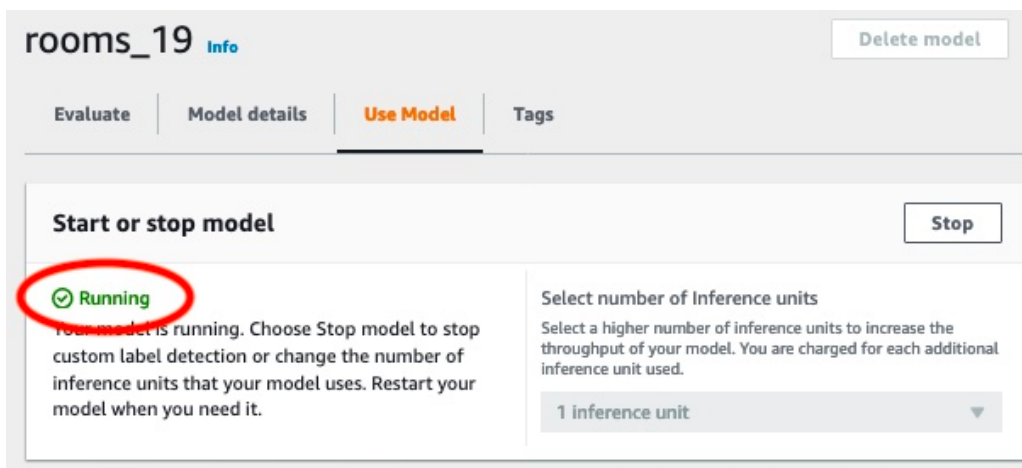 rooms_19 Info
Delete model
Evaluate
Model details
Use Model
Tags
Start or stop model
Stop
Running
Your model is running. Choose Stop model to stop
custom label detection or change the number of
inference units that your model uses. Restart your
model when you need it.
Select number of Inference units
Select a higher number of inference units to increase the
throughput of your model. You are charged for each additional
inference unit used.
1 inference unit